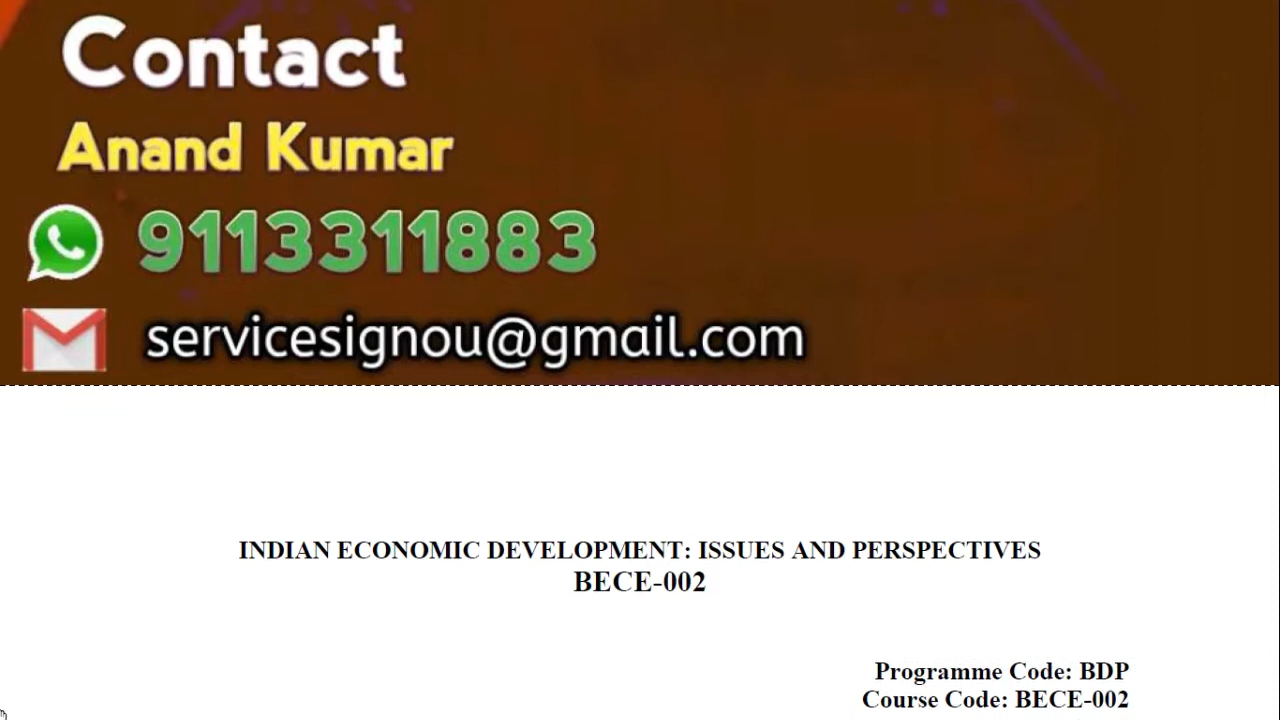 Contact
Anand Kumar
9113311883
servicesignou@gmail.com
INDIAN ECONOMIC DEVELOPMENT: ISSUES AND PERSPECTIVES
BECE-002
Programme Code: BDP
Course Code: BECE-002